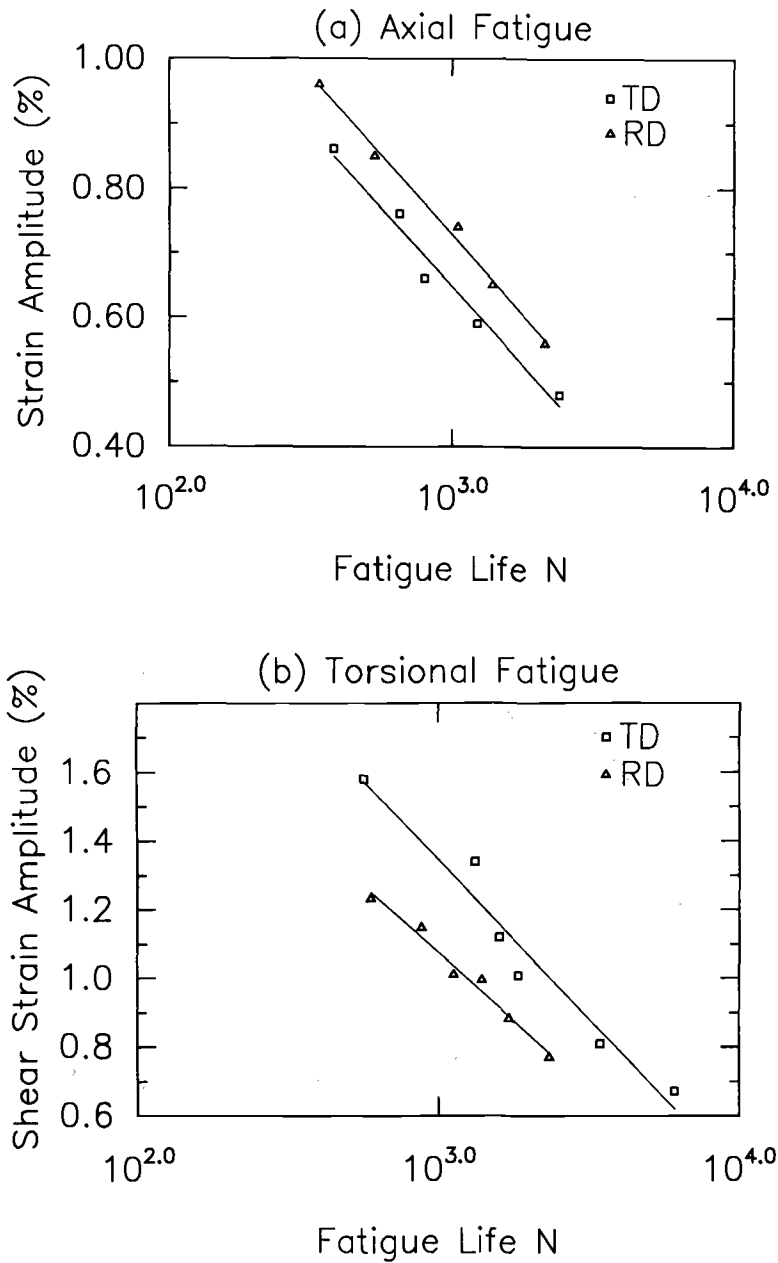 (a) Axial Fatigue
Strain Amplitude (%)
1.00
0.80
0.60
0.40
TD
RD
10^2.0 10^3.0 10^4.0
Fatigue Life N
(b) Torsional Fatigue
Shear Strain Amplitude (%)
1.6
1.4
1.2
1.0
0.8
0.6
TD
RD
10^2.0 10^3.0 10^4.0
Fatigue Life N